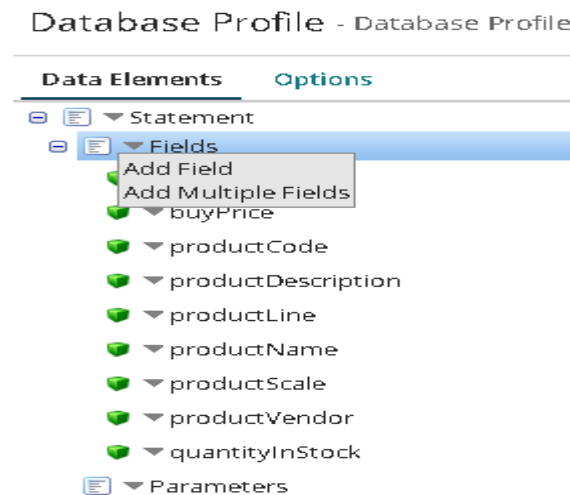 Database Profile - Database Profile
Data Elements Options
Statement
Fields
Add Field
Add Multiple Fields
buyPrice
productCode
productDescription
productLine
productName
productScale
productVendor
quantityInStock
Parameters